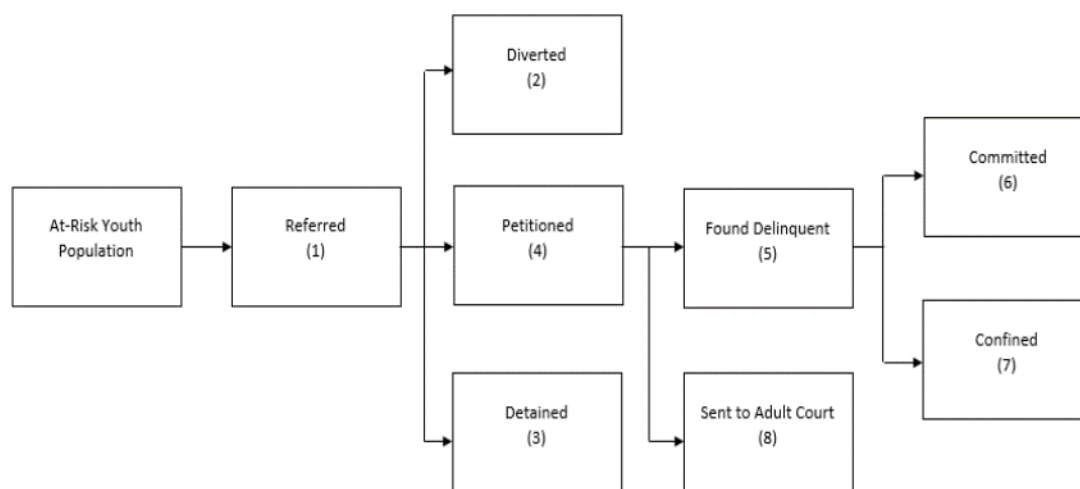 At-Risk Youth
Population
Referred
(1)
Diverted
(2)
Petitioned
(4)
Detained
(3)
Found Delinquent
(5)
Sent to Adult Court
(8)
Committed
(6)
Confined
(7)